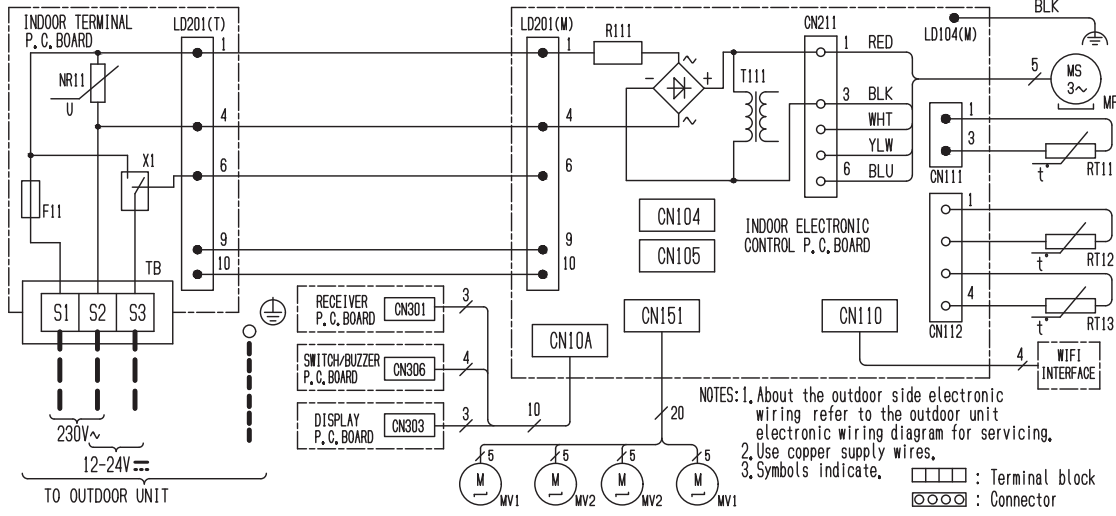 INDOOR TERMINAL
P.C.BOARD
LD201(T)
NR11
U
1
4
X1
6
F11
9
10
TB
S1 S2 S3
230V~
12-24V
TO OUTDOOR UNIT
LD201(M)
1
4
6
9
10
R111
~
-
+
~
T111
CN211
1 RED
3 BLK
WHT
YLW
6 BLU
BLK
LD104(M)
5
MS
3~
MF
1
3
CN111
t°
RT11
1
4
CN112
t°
RT12
t°
RT13
CN104
CN105
INDOOR ELECTRONIC
CONTROL P.C.BOARD
RECEIVER
P.C.BOARD
CN301
3
SWITCH/BUZZER
P.C.BOARD
CN306
4
DISPLAY
P.C.BOARD
CN303
3
10
CN10A
CN151
20
5
M
MV1
5
M
MV2
5
M
MV2
5
M
MV1
CN110
4
WIFI
INTERFACE
NOTES:1. About the outdoor side electronic
wiring refer to the outdoor unit
electronic wiring diagram for servicing.
2. Use copper supply wires.
3. Symbols indicate.
: Terminal block
: Connector